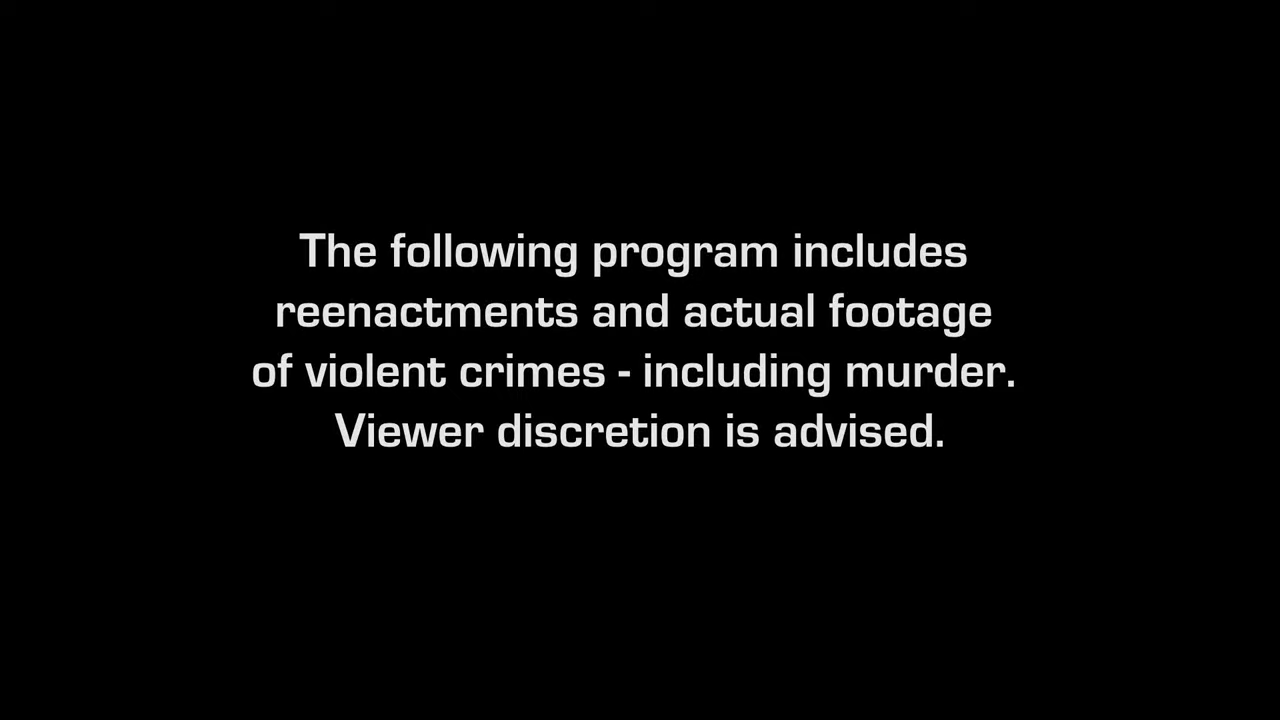 The following program includes
reenactments and actual footage
of violent crimes - including murder.
Viewer discretion is advised.